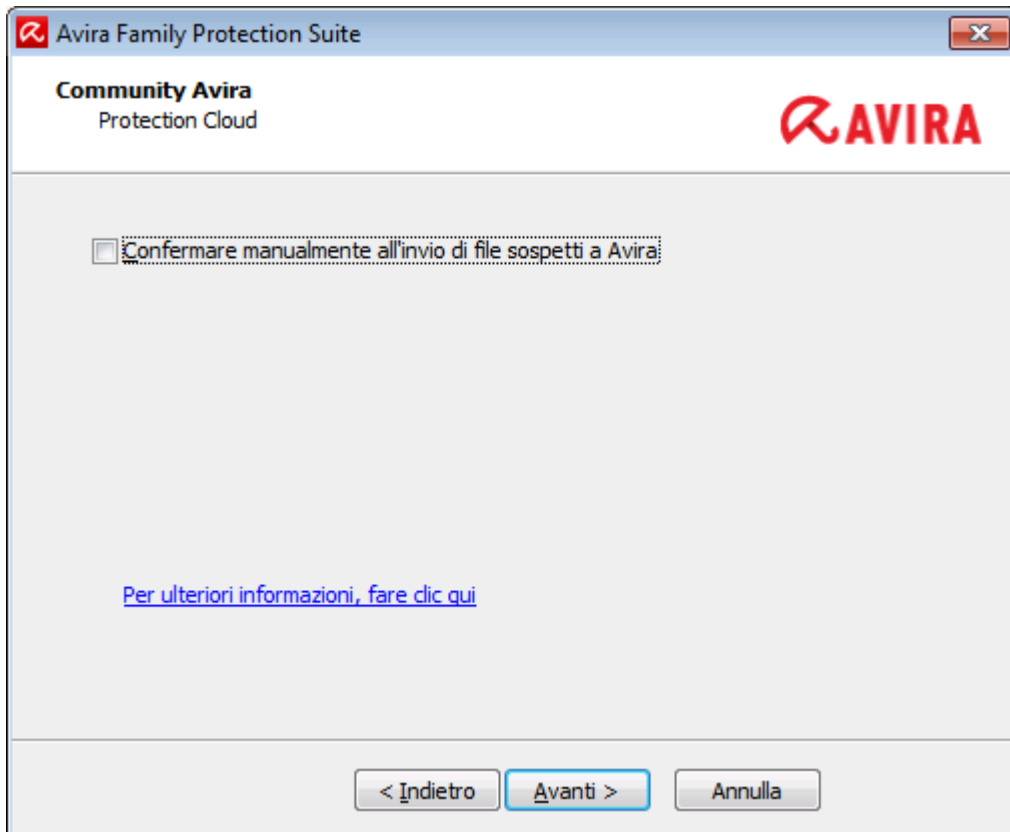 Avira Family Protection Suite
Community Avira
Protection Cloud
AVIRA
Confermare manualmente all'invio di file sospetti a Avira
Per ulteriori informazioni, fare clic qui
< Indietro
Avanti >
Annulla